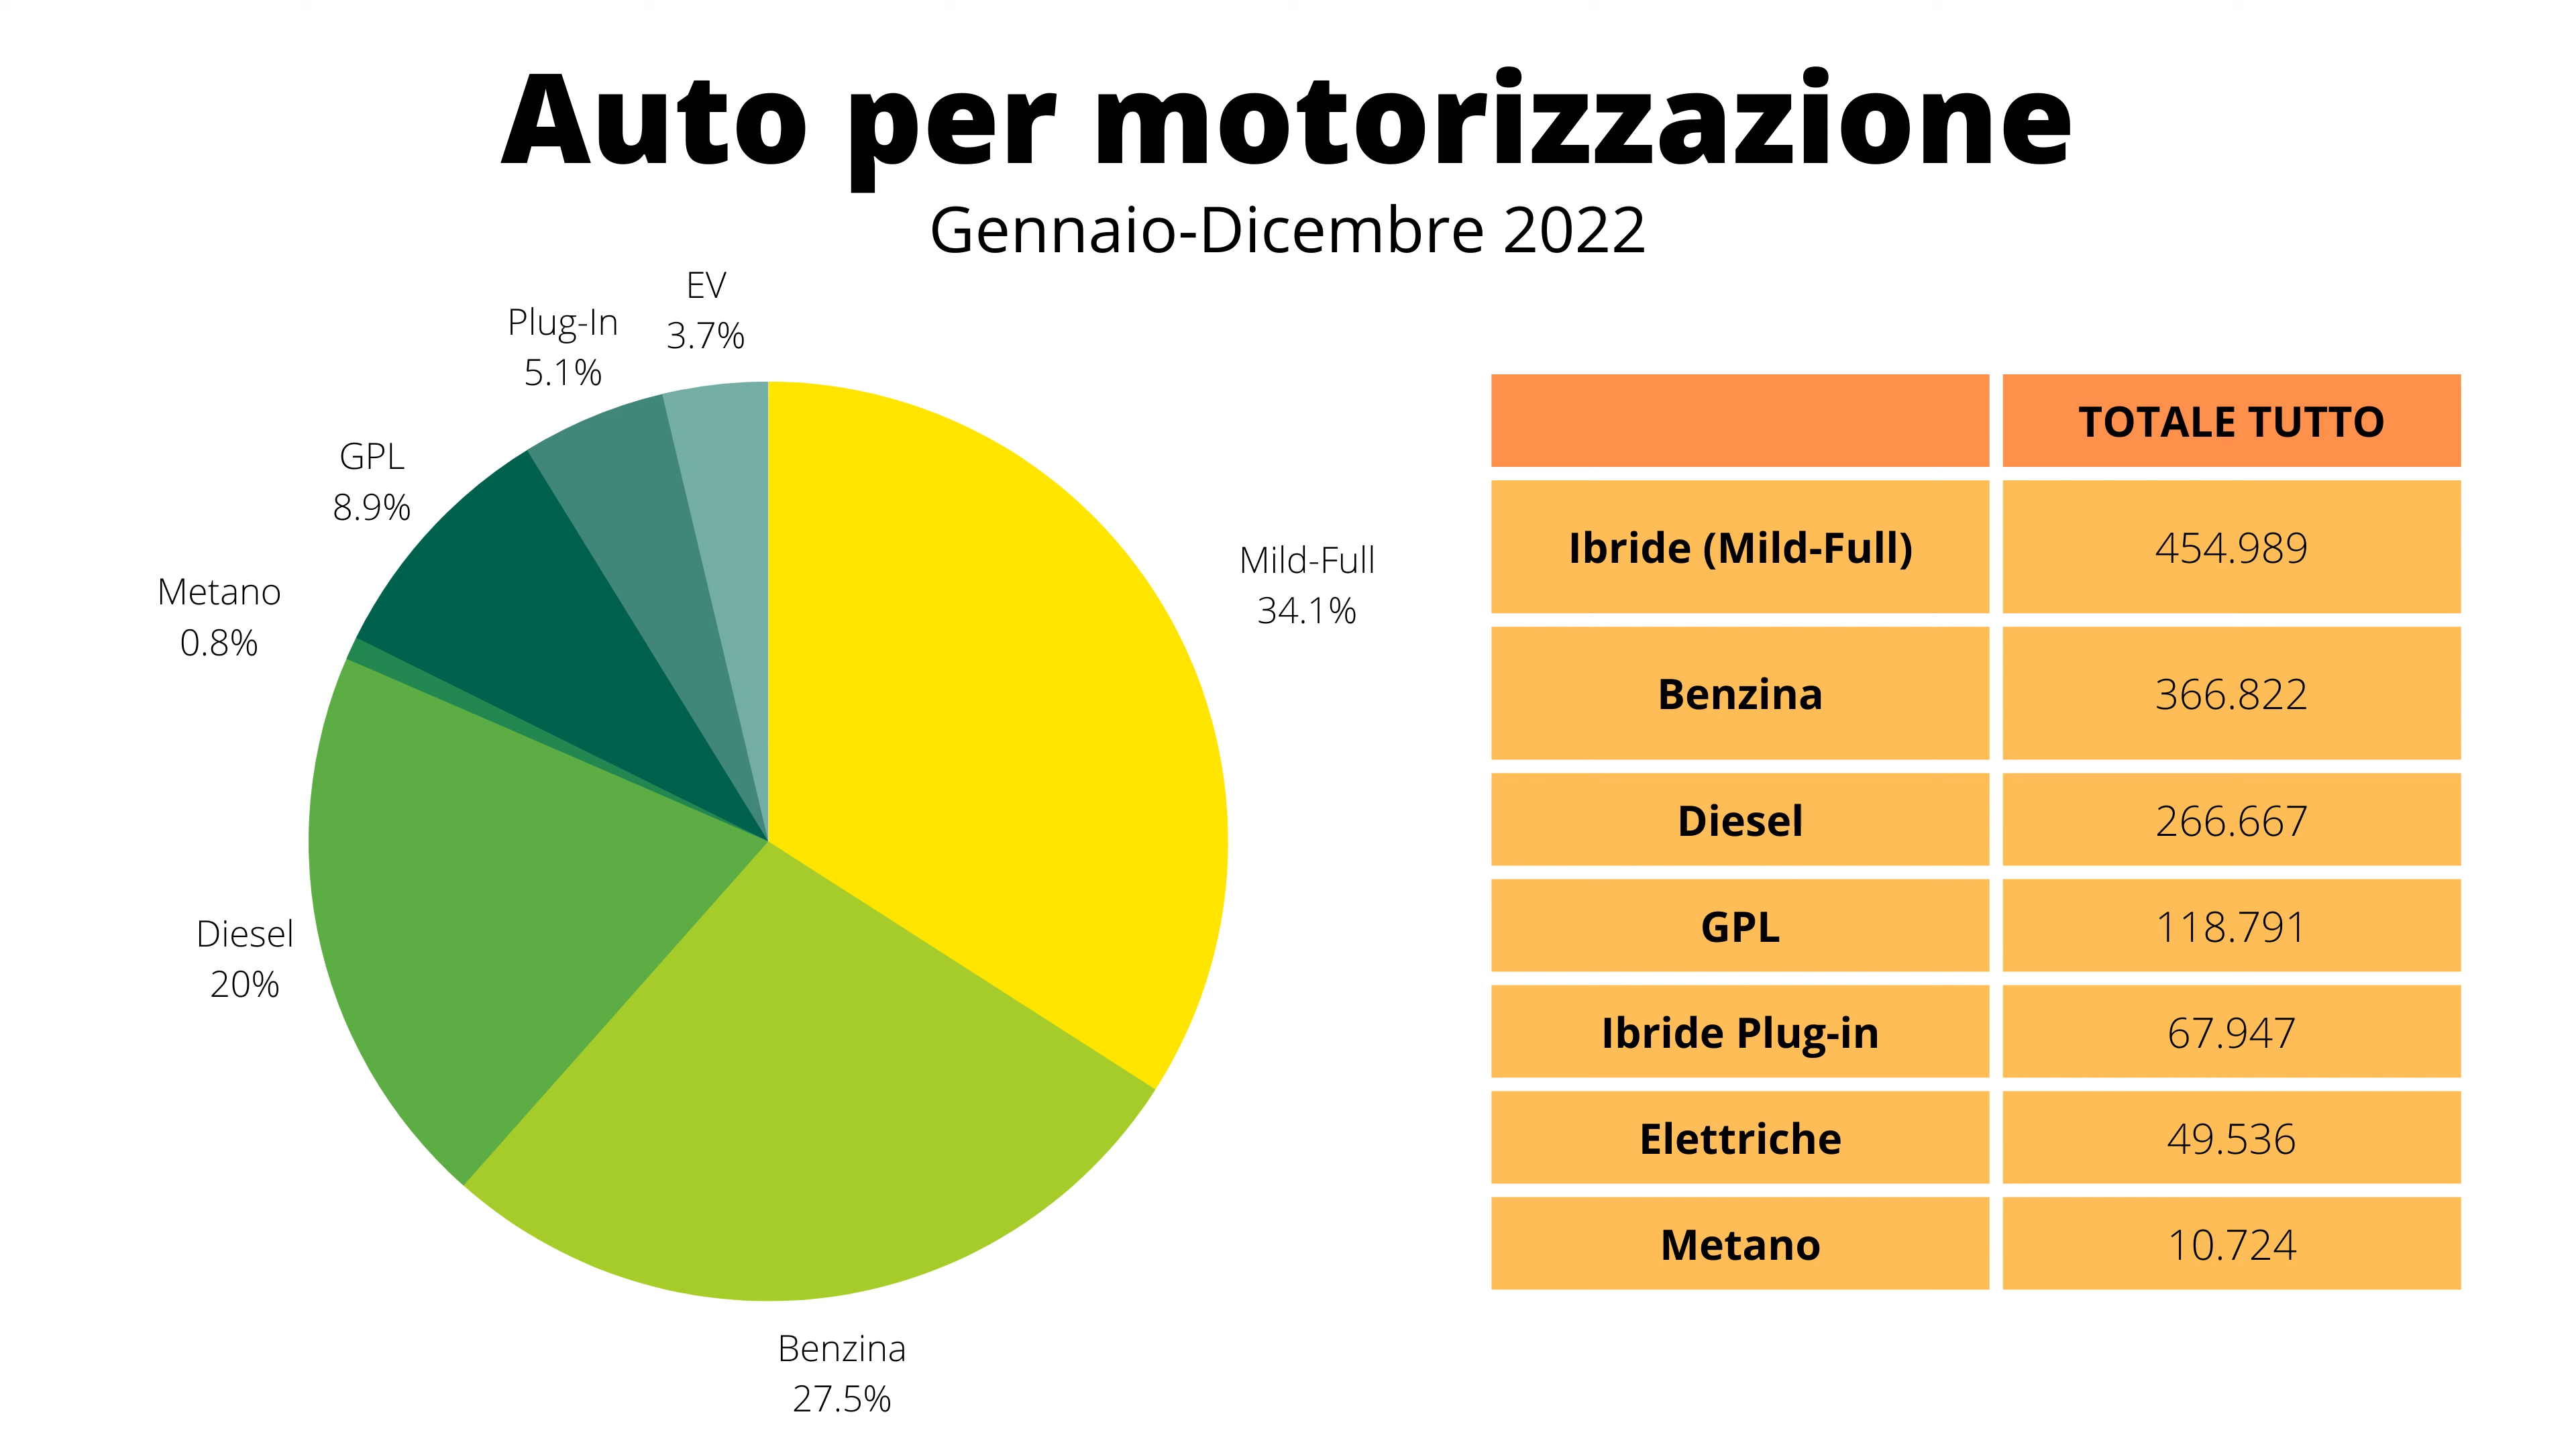 Auto per motorizzazione
Gennaio-Dicembre 2022
EV
3.7%
Plug-In
5.1%
GPL
8.9%
Metano
0.8%
Diesel
20%
Mild-Full
34.1%
Benzina
27.5%
TOTALE TUTTO
Ibride (Mild-Full) 454.989
Benzina 366.822
Diesel 266.667
GPL 118.791
Ibride Plug-in 67.947
Elettriche 49.536
Metano 10.724